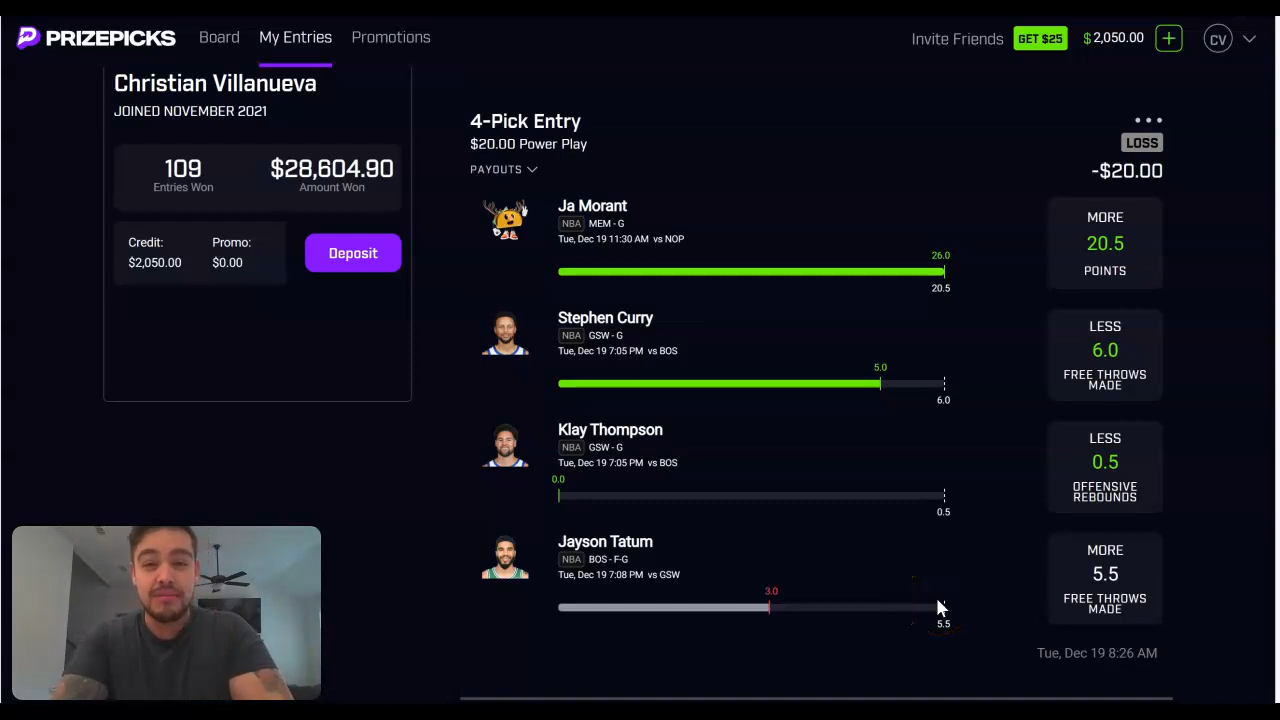 PRIZEPICKS
Board
My Entries
Promotions
Invite Friends
GET $25
$ 2,050.00
+
CV
Christian Villanueva
JOINED NOVEMBER 2021
109
Entries Won
$28,604.90
Amount Won
Credit:
$2,050.00
Promo:
$0.00
Deposit
4-Pick Entry
$20.00 Power Play
PAYOUTS
LOSS
-$20.00
Ja Morant
NBA MEM - G
Tue, Dec 19 11:30 AM vs NOP
26.0
20.5
MORE
20.5
POINTS
Stephen Curry
NBA GSW - G
Tue, Dec 19 7:05 PM vs BOS
5.0
6.0
LESS
6.0
FREE THROWS
MADE
Klay Thompson
NBA GSW - G
Tue, Dec 19 7:05 PM vs BOS
0.0
0.5
LESS
0.5
OFFENSIVE
REBOUNDS
Jayson Tatum
NBA BOS - F-G
Tue, Dec 19 7:08 PM vs GSW
3.0
5.5
MORE
5.5
FREE THROWS
MADE
Tue, Dec 19 8:26 AM